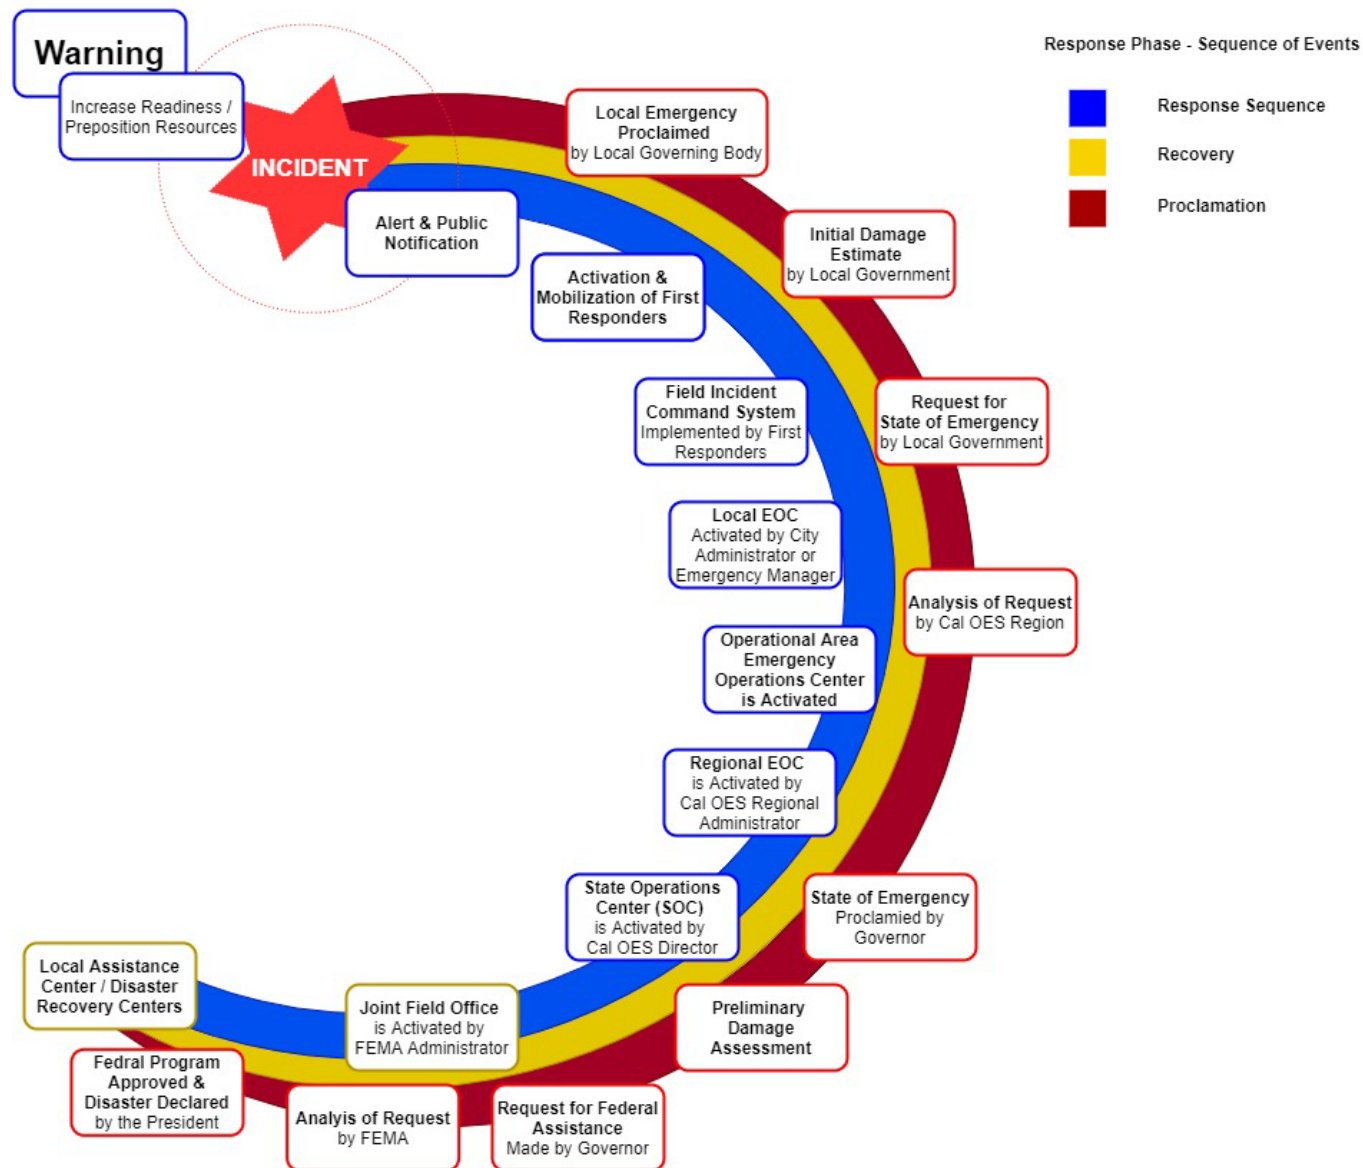 Warning
Increase Readiness /
Preposition Resources
INCIDENT
Alert & Public
Notification
Activation &
Mobilization of First
Responders
Field Incident
Command System
Implemented by First
Responders
Local EOC
Activated by City
Administrator or
Emergency Manager
Operational Area
Emergency
Operations Center
is Activated
Regional EOC
is Activated by
Cal OES Regional
Administrator
State Operations
Center (SOC)
is Activated by
Cal OES Director
Joint Field Office
is Activated by
FEMA Administrator
Local Assistance
Center / Disaster
Recovery Centers
Local Emergency
Proclaimed
by Local Governing Body
Initial Damage
Estimate
by Local Government
Request for
State of Emergency
by Local Government
Analysis of Request
by Cal OES Region
State of Emergency
Proclamied by
Governor
Preliminary
Damage
Assessment
Request for Federal
Assistance
Made by Governor
Analyis of Request
by FEMA
Fedral Program
Approved &
Disaster Declared
by the President
Response Phase - Sequence of Events
Response Sequence
Recovery
Proclamation